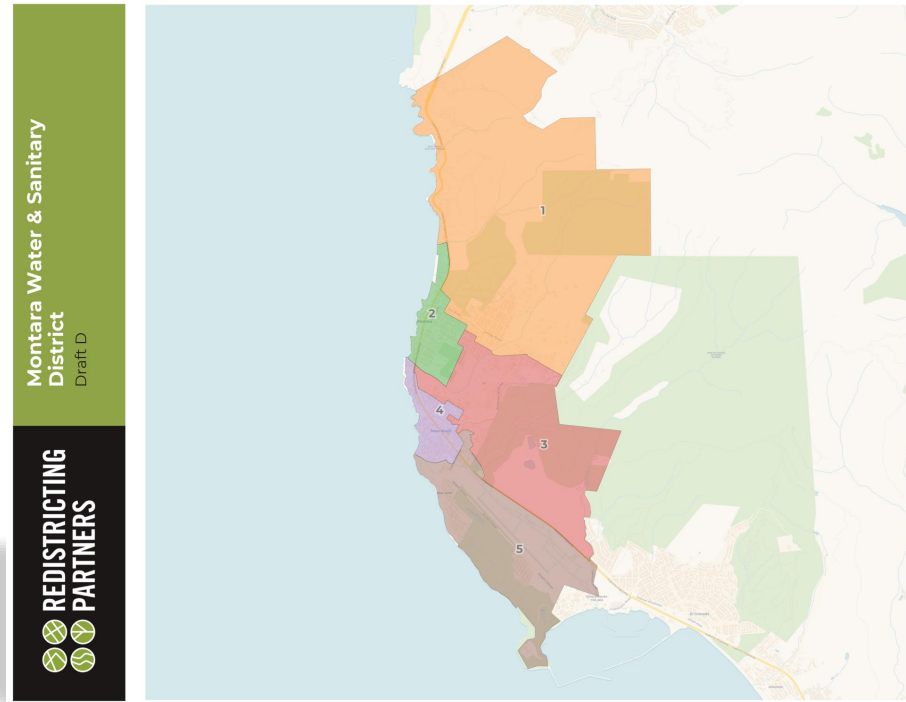 Montara Water & Sanitary
District
Draft D
REDISTRICTING
PARTNERS
1
2
3
4
5